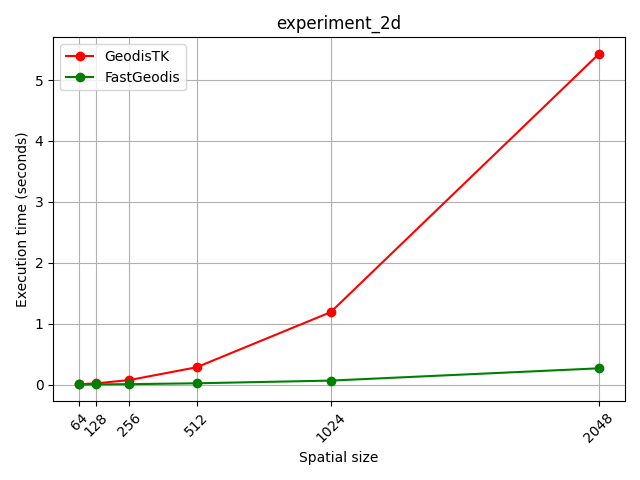 experiment_2d
GeodisTK
FastGeodis
Execution time (seconds)
5
4
3
2
1
0
64
128
256
512
1024
2048
Spatial size